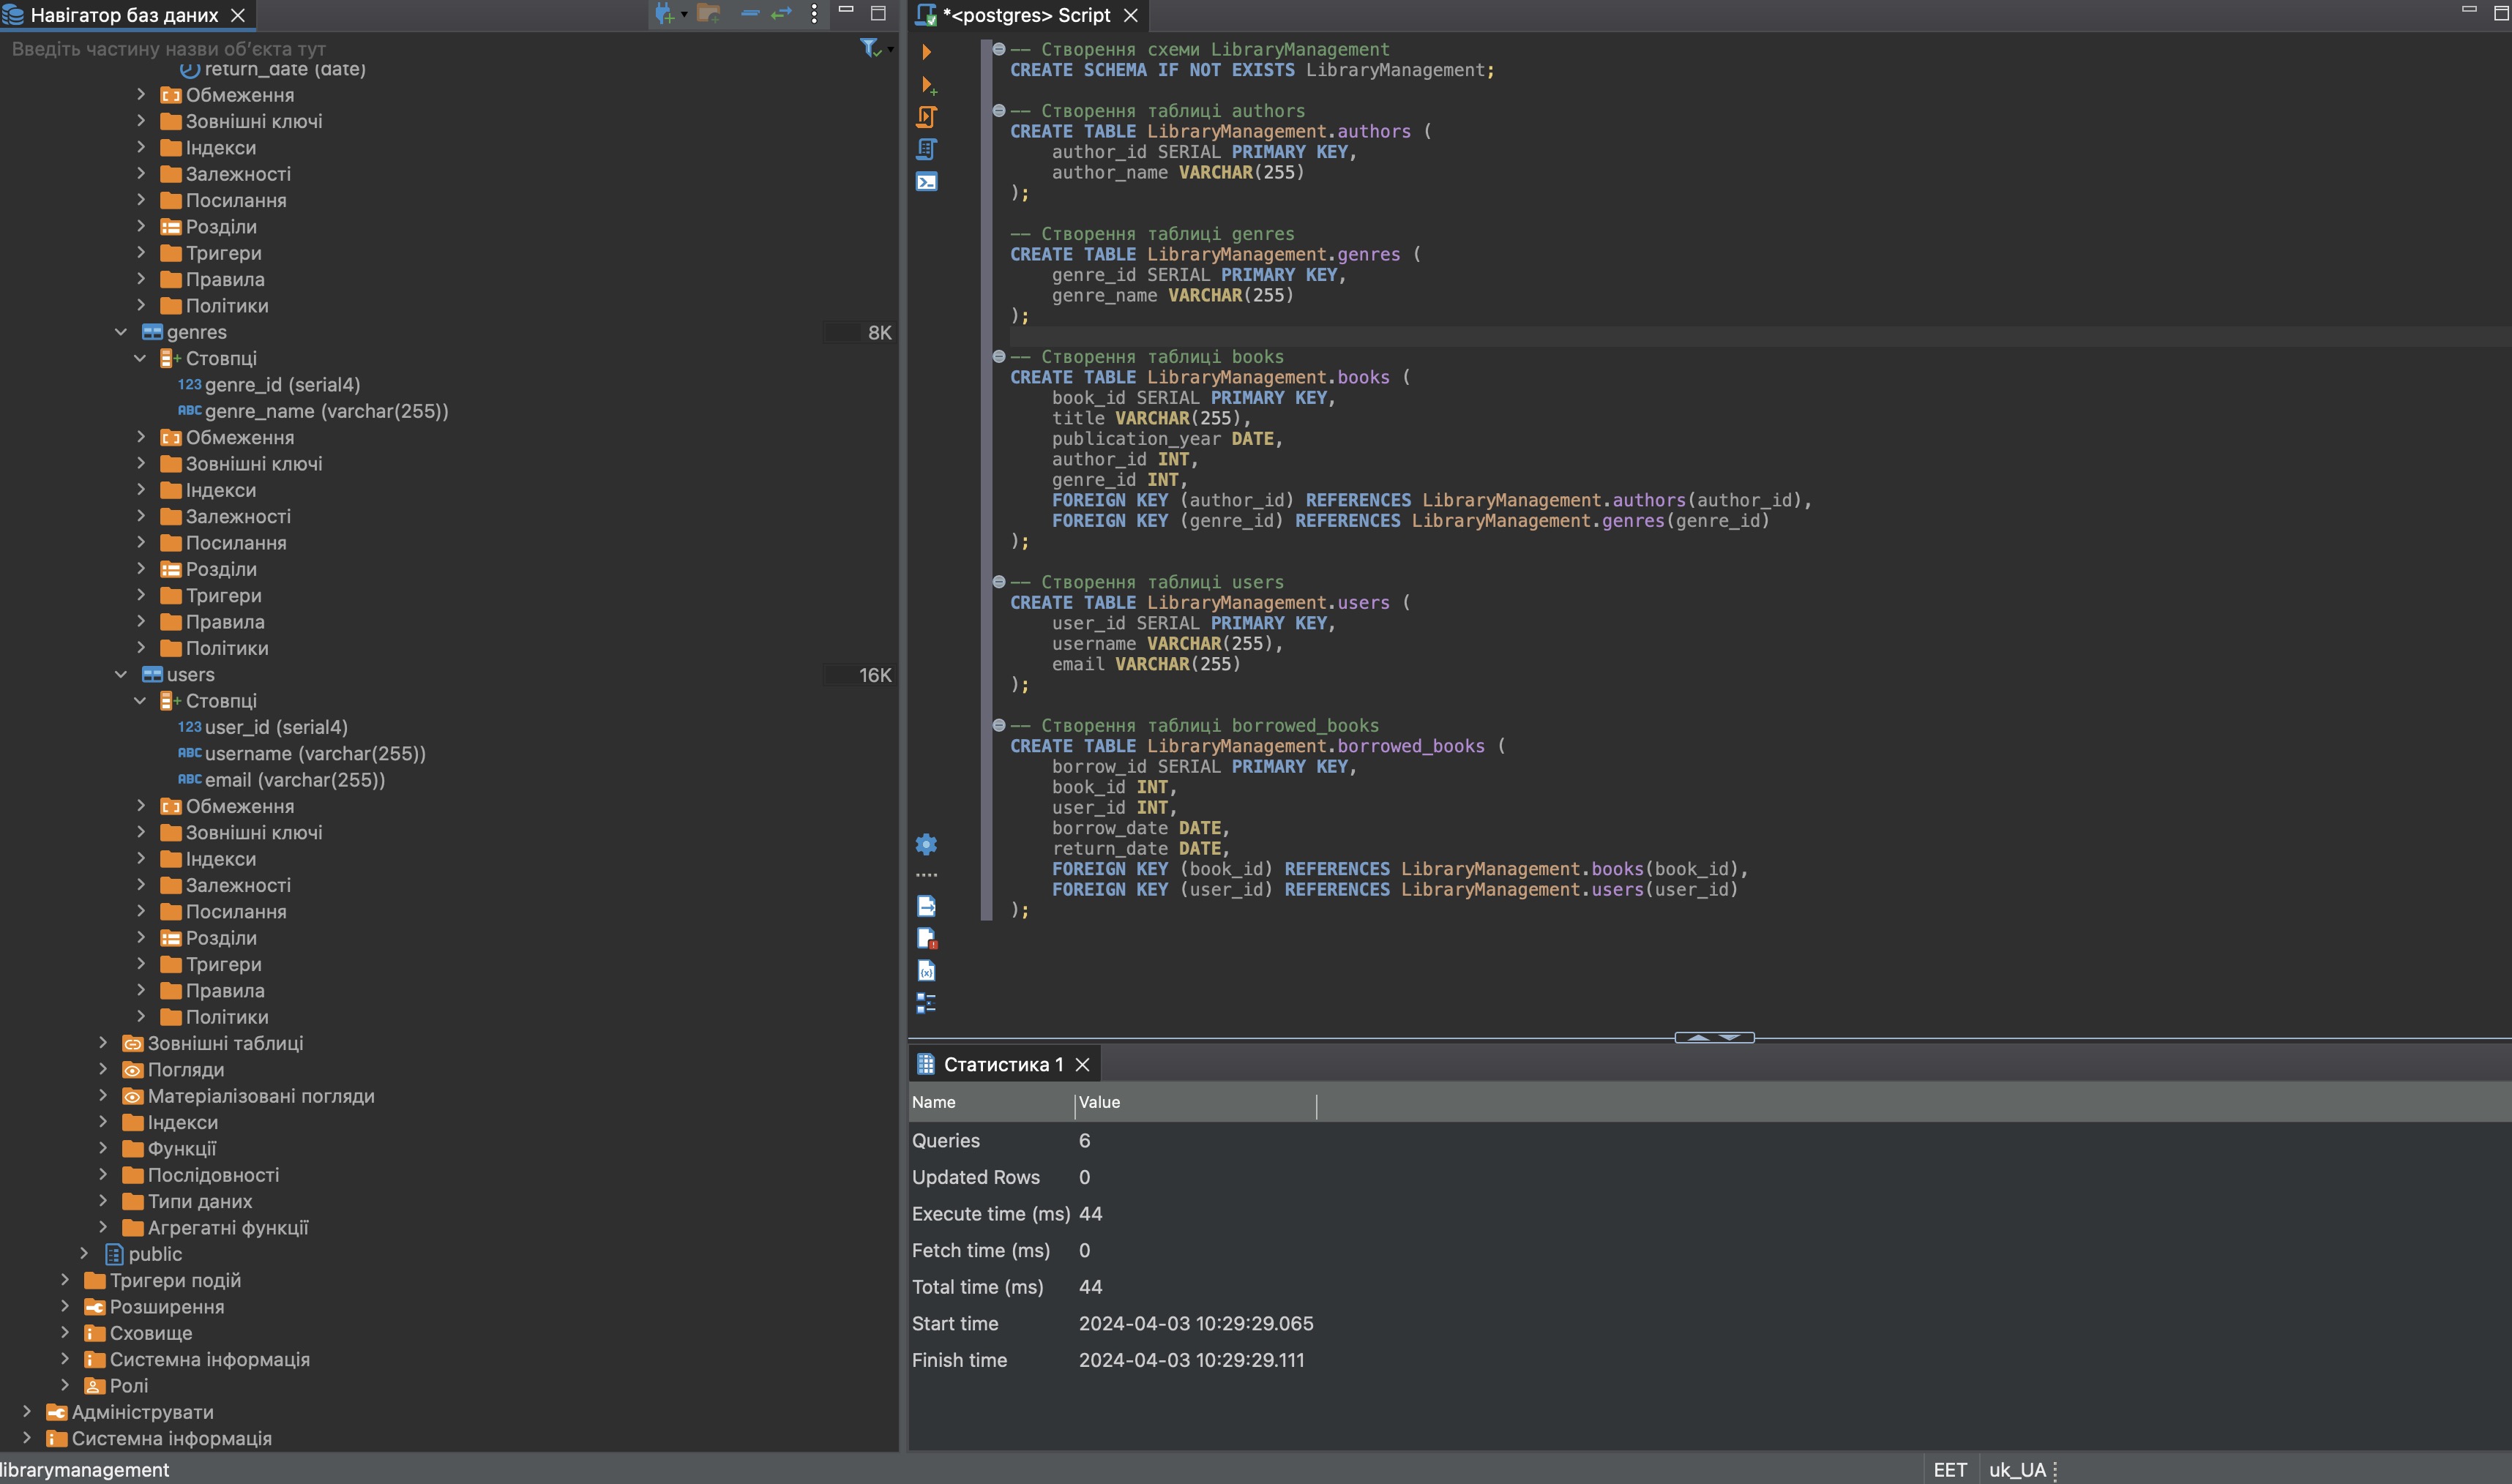 Навігатор баз даних
Введіть частину назви об'єкта тут
return_date (date)
Обмеження
Зовнішні ключі
Індекси
Залежності
Посилання
Розділи
Тригери
Правила
Політики
genres 8K
Стовпці
123 genre_id (serial4)
ABC genre_name (varchar(255))
Обмеження
Зовнішні ключі
Індекси
Залежності
Посилання
Розділи
Тригери
Правила
Політики
users 16K
Стовпці
123 user_id (serial4)
ABC username (varchar(255))
ABC email (varchar(255))
Обмеження
Зовнішні ключі
Індекси
Залежності
Посилання
Розділи
Тригери
Правила
Політики
Зовнішні таблиці
Погляди
Матеріалізовані погляди
Індекси
Функції
Послідовності
Типи даних
Агрегатні функції
public
Тригери подій
Розширення
Сховище
Системна інформація
Ролі
Адмініструвати
Системна інформація
*<postgres> Script
-- Створення схеми LibraryManagement
CREATE SCHEMA IF NOT EXISTS LibraryManagement;
-- Створення таблиці authors
CREATE TABLE LibraryManagement.authors (
author_id SERIAL PRIMARY KEY,
author_name VARCHAR(255)
);
-- Створення таблиці genres
CREATE TABLE LibraryManagement.genres (
genre_id SERIAL PRIMARY KEY,
genre_name VARCHAR(255)
);
-- Створення таблиці books
CREATE TABLE LibraryManagement.books (
book_id SERIAL PRIMARY KEY,
title VARCHAR(255),
publication_year DATE,
author_id INT,
genre_id INT,
FOREIGN KEY (author_id) REFERENCES LibraryManagement.authors(author_id),
FOREIGN KEY (genre_id) REFERENCES LibraryManagement.genres(genre_id)
);
-- Створення таблиці users
CREATE TABLE LibraryManagement.users (
user_id SERIAL PRIMARY KEY,
username VARCHAR(255),
email VARCHAR(255)
);
-- Створення таблиці borrowed_books
CREATE TABLE LibraryManagement.borrowed_books (
borrow_id SERIAL PRIMARY KEY,
book_id INT,
user_id INT,
borrow_date DATE,
return_date DATE,
FOREIGN KEY (book_id) REFERENCES LibraryManagement.books(book_id),
FOREIGN KEY (user_id) REFERENCES LibraryManagement.users(user_id)
);
Статистика 1
Name Value
Queries 6
Updated Rows 0
Execute time (ms) 44
Fetch time (ms) 0
Total time (ms) 44
Start time 2024-04-03 10:29:29.065
Finish time 2024-04-03 10:29:29.111
librarymanagement EET uk_UA